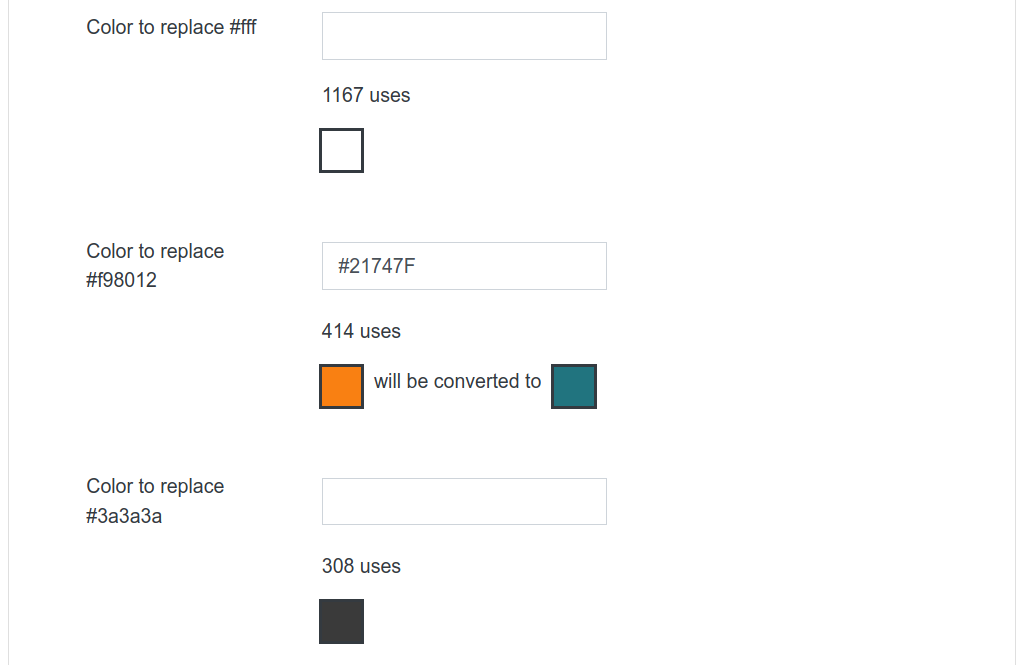 Color to replace #fff
1167 uses
Color to replace
#f98012
#21747F
414 uses
will be converted to
Color to replace
#3a3a3a
308 uses